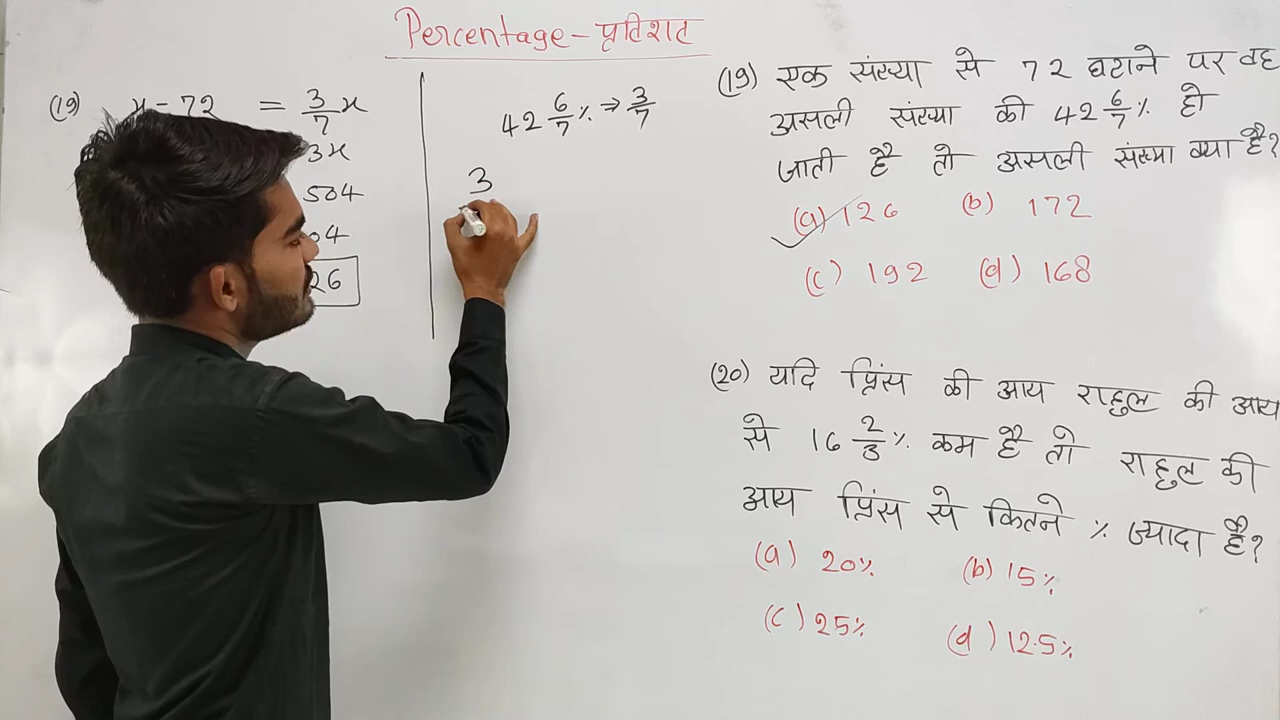 Percentage - प्रतिशत
(19) x - 72 = 3/7 x
3x
504
04
26
42 6/7 % ⇒ 3/7
3
(19) एक संख्या से 72 घटाने पर वह
असली संख्या की 42 6/7 % हो
जाती है तो असली संख्या क्या है?
(a) 126 (b) 172
(c) 192 (d) 168
(20) यदि प्रिंस की आय राहुल की आय
से 16 2/3 % कम है तो राहुल की
आय प्रिंस से कितने % ज्यादा है?
(a) 20% (b) 15%
(c) 25% (d) 12.5%